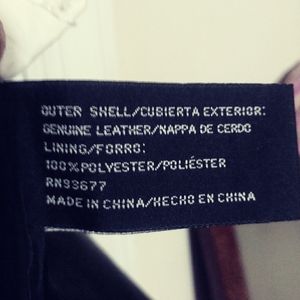 OUTER SHELL/CUBIERTA EXTERIOR:
GENUINE LEATHER/NAPPA DE CERDO
LINING/FORRO:
100%POLYESTER/POLIÉSTER
RN93677
MADE IN CHINA/HECHO EN CHINA